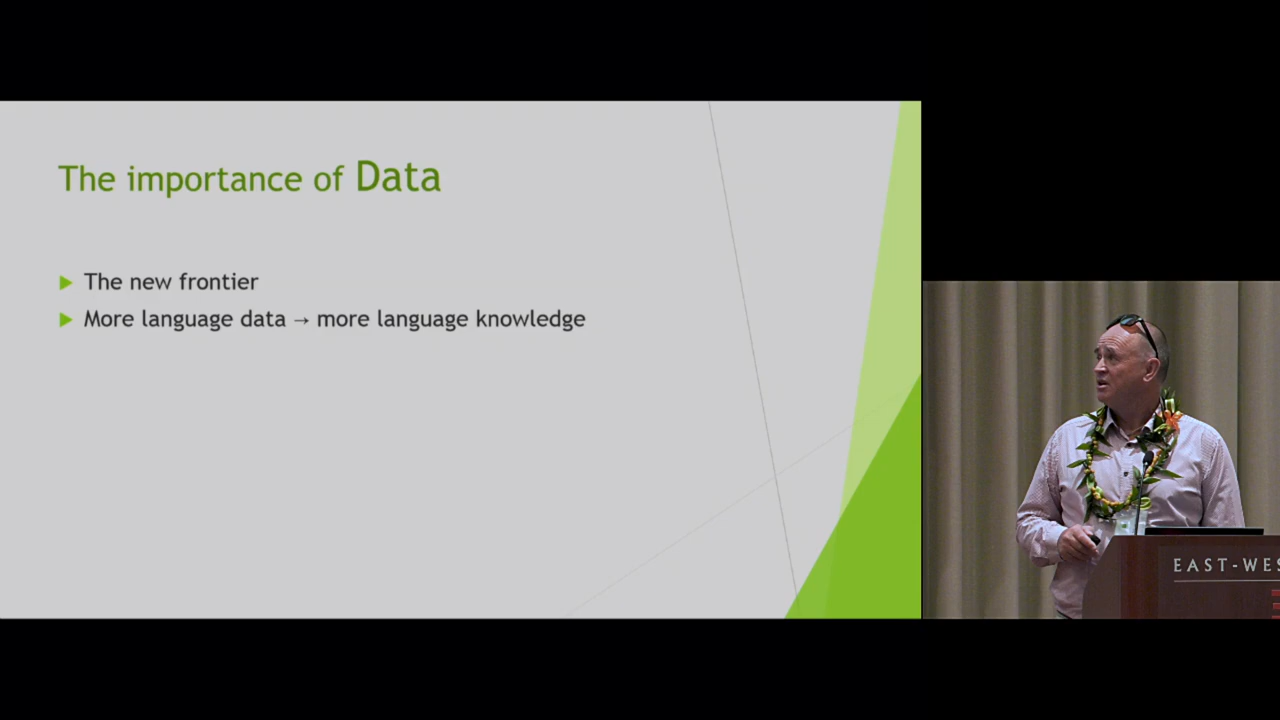 The importance of Data
The new frontier
More language data → more language knowledge
EAST-WES